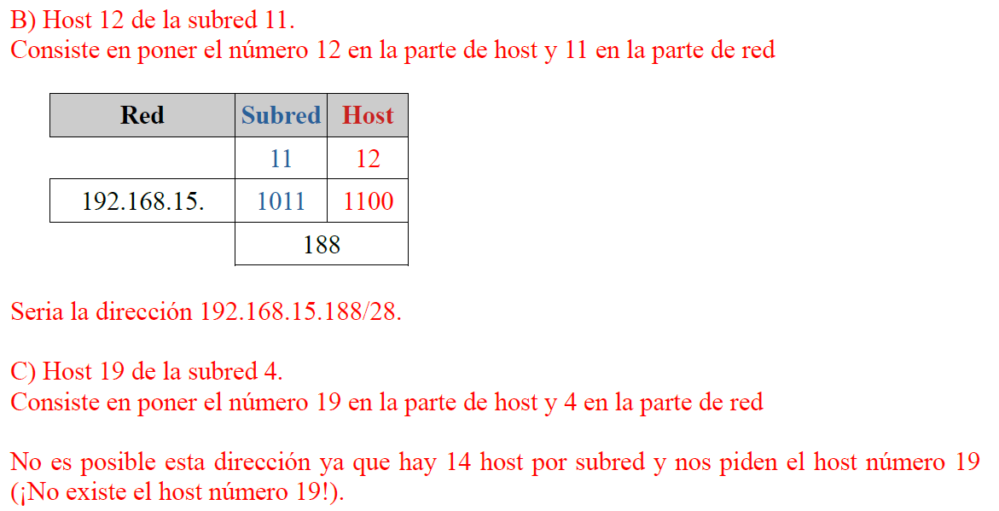 B) Host 12 de la subred 11.
Consiste en poner el número 12 en la parte de host y 11 en la parte de red
Red Subred Host
11 12
192.168.15. 1011 1100
188
Seria la dirección 192.168.15.188/28.
C) Host 19 de la subred 4.
Consiste en poner el número 19 en la parte de host y 4 en la parte de red
No es posible esta dirección ya que hay 14 host por subred y nos piden el host número 19
(¡No existe el host número 19!).